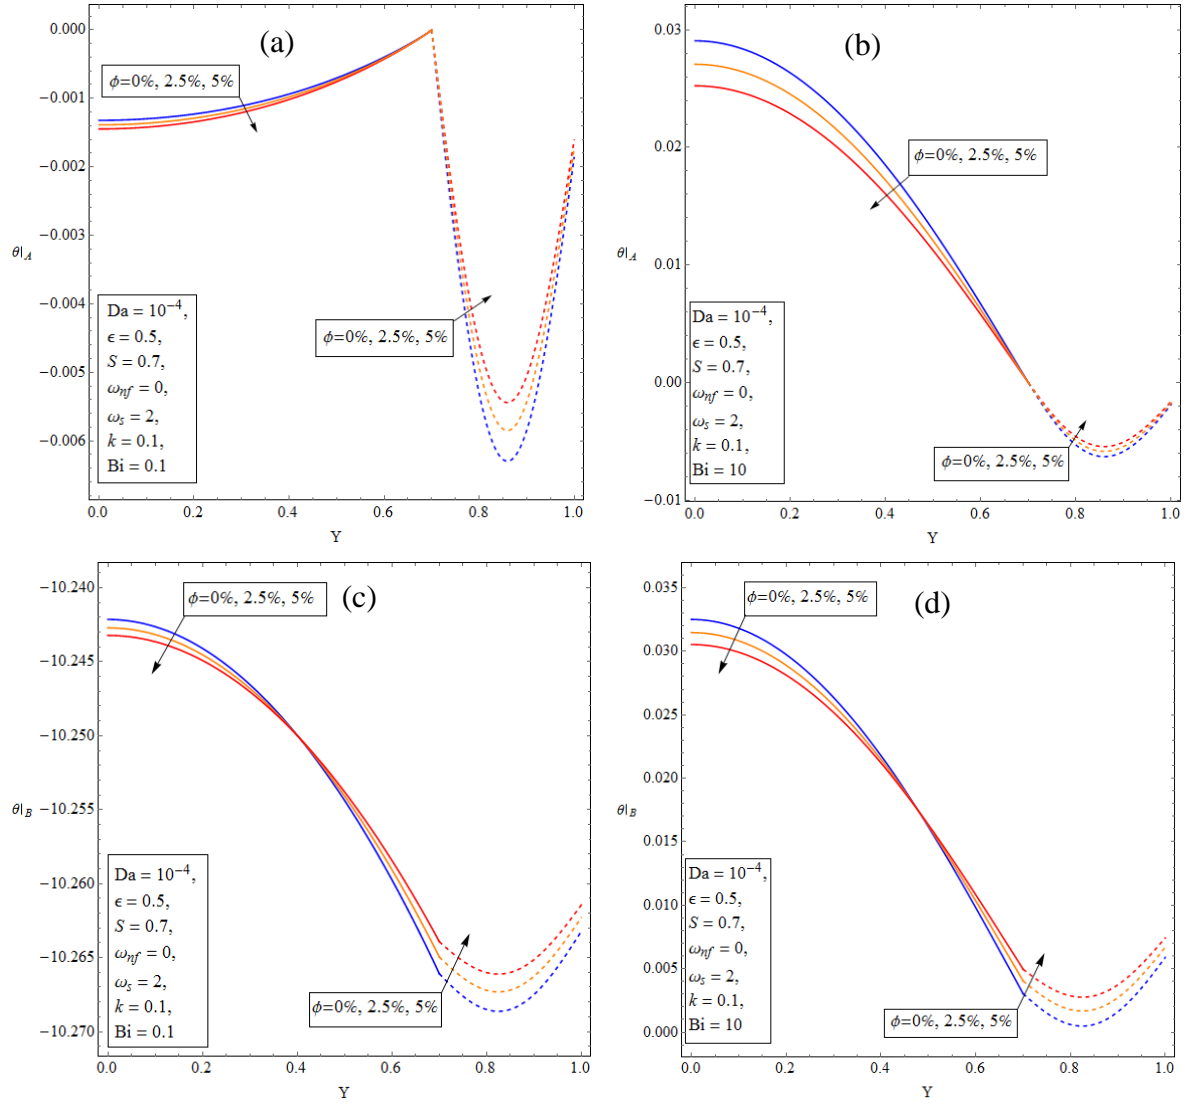 (a)
0.000
−0.001
−0.002
−0.003
−0.004
−0.005
−0.006
θ|A
ϕ=0%, 2.5%, 5%
ϕ=0%, 2.5%, 5%
Da = 10⁻⁴,
ϵ = 0.5,
S = 0.7,
ωnf = 0,
ωs = 2,
k = 0.1,
Bi = 0.1
0.0 0.2 0.4 0.6 0.8 1.0
Y
(b)
0.03
0.02
0.01
0.00
−0.01
θ|A
ϕ=0%, 2.5%, 5%
ϕ=0%, 2.5%, 5%
Da = 10⁻⁴,
ϵ = 0.5,
S = 0.7,
ωnf = 0,
ωs = 2,
k = 0.1,
Bi = 10
0.0 0.2 0.4 0.6 0.8 1.0
Y
(c)
−10.240
−10.245
−10.250
−10.255
−10.260
−10.265
−10.270
θ|B
ϕ=0%, 2.5%, 5%
ϕ=0%, 2.5%, 5%
Da = 10⁻⁴,
ϵ = 0.5,
S = 0.7,
ωnf = 0,
ωs = 2,
k = 0.1,
Bi = 0.1
0.0 0.2 0.4 0.6 0.8 1.0
Y
(d)
0.035
0.030
0.025
0.020
0.015
0.010
0.005
0.000
θ|B
ϕ=0%, 2.5%, 5%
ϕ=0%, 2.5%, 5%
Da = 10⁻⁴,
ϵ = 0.5,
S = 0.7,
ωnf = 0,
ωs = 2,
k = 0.1,
Bi = 10
0.0 0.2 0.4 0.6 0.8 1.0
Y